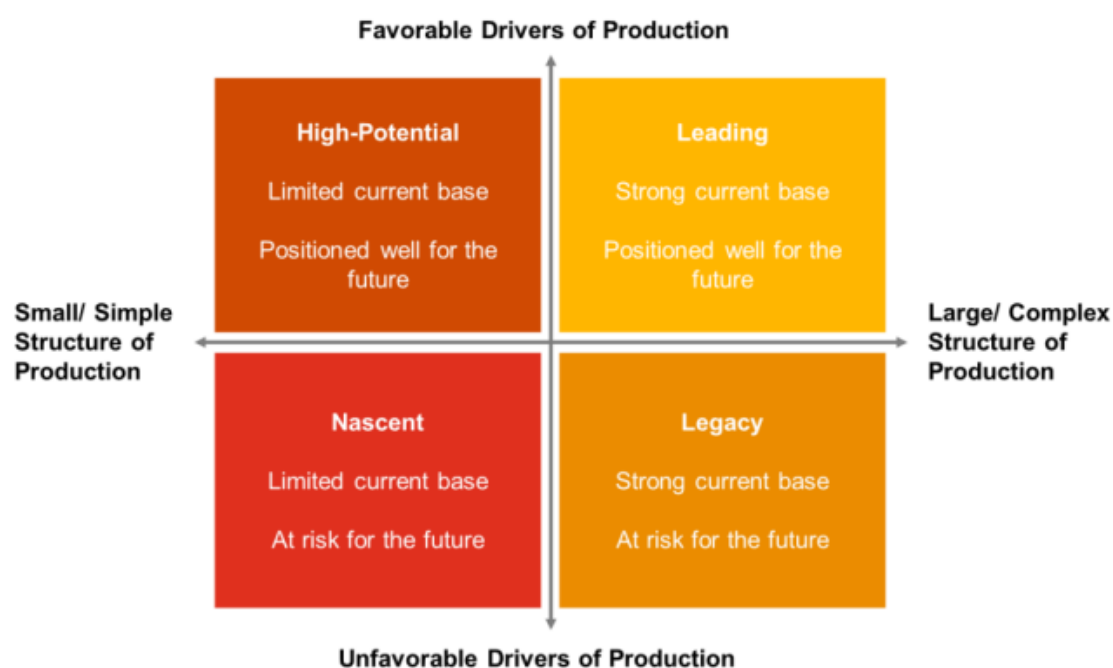 Favorable Drivers of Production
High-Potential
Limited current base
Positioned well for the
future
Leading
Strong current base
Positioned well for the
future
Small/ Simple
Structure of
Production
Large/ Complex
Structure of
Production
Nascent
Limited current base
At risk for the future
Legacy
Strong current base
At risk for the future
Unfavorable Drivers of Production